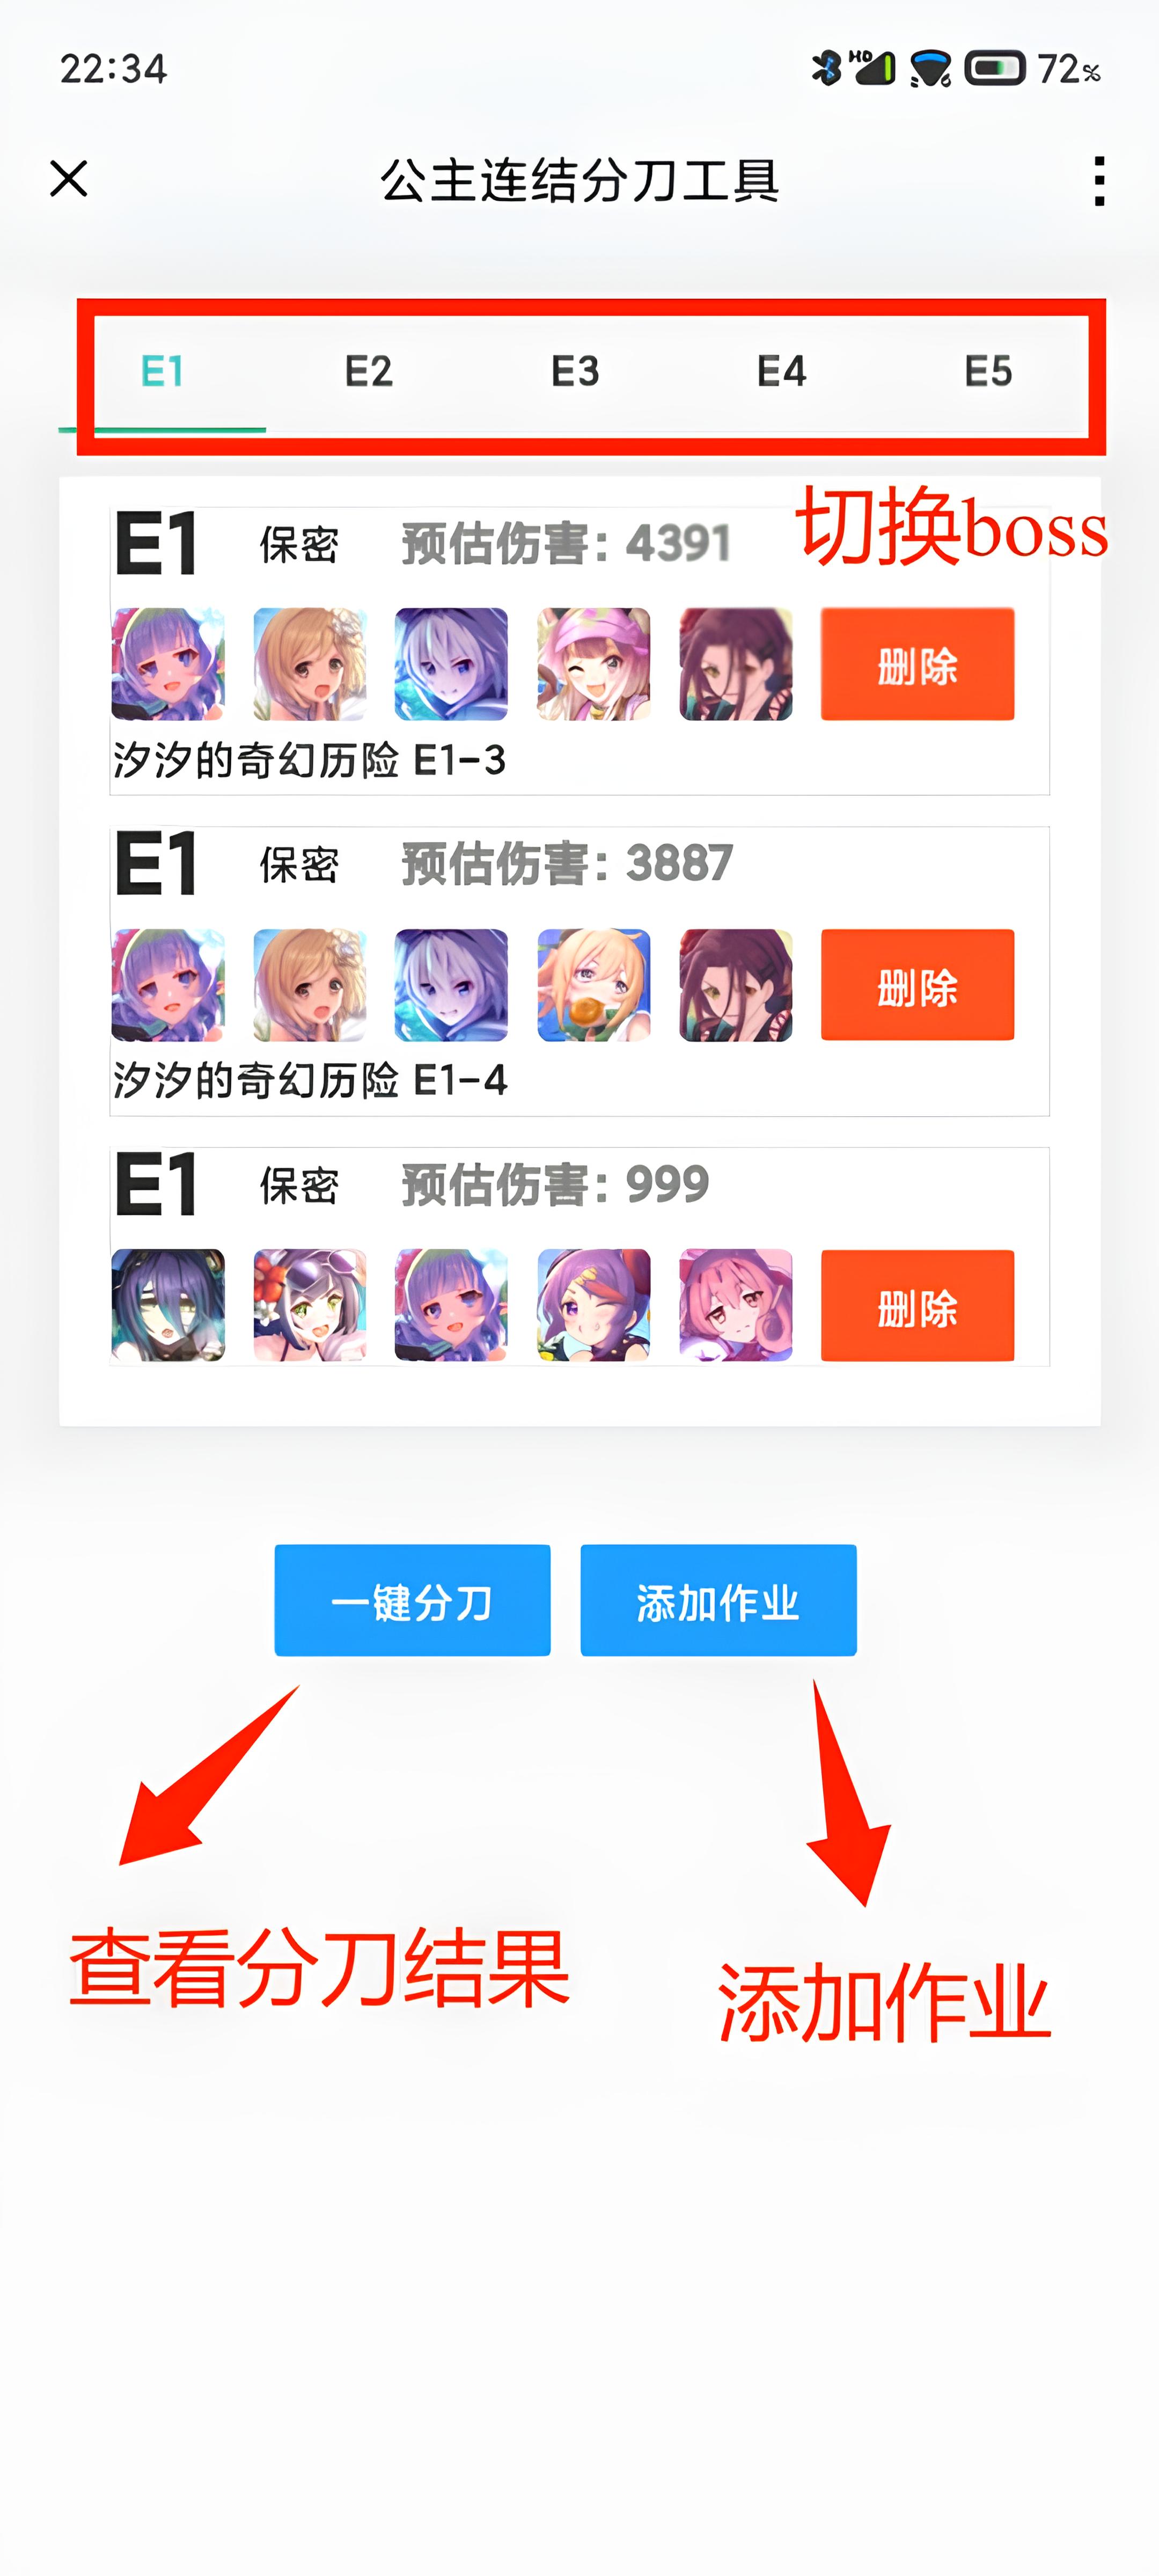 22:34
HD
72%
公主连结分刀工具
E1 E2 E3 E4 E5
切换boss
E1 保密 预估伤害: 4391
删除
汐汐的奇幻历险 E1-3
E1 保密 预估伤害: 3887
删除
汐汐的奇幻历险 E1-4
E1 保密 预估伤害: 999
删除
一键分刀 添加作业
查看分刀结果
添加作业